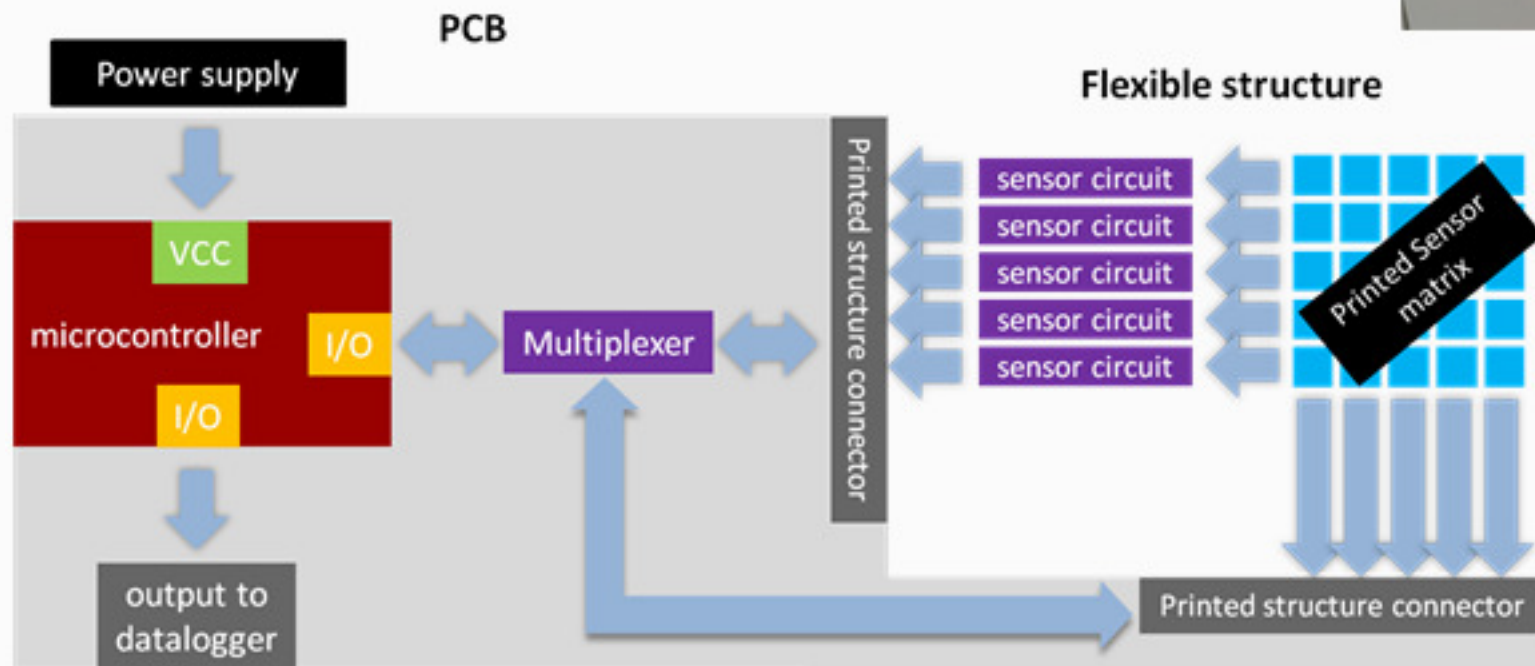 PCB
Power supply
Flexible structure
VCC
microcontroller
I/O
I/O
Multiplexer
Printed structure connector
sensor circuit
sensor circuit
sensor circuit
sensor circuit
sensor circuit
Printed Sensor
matrix
output to
datalogger
Printed structure connector